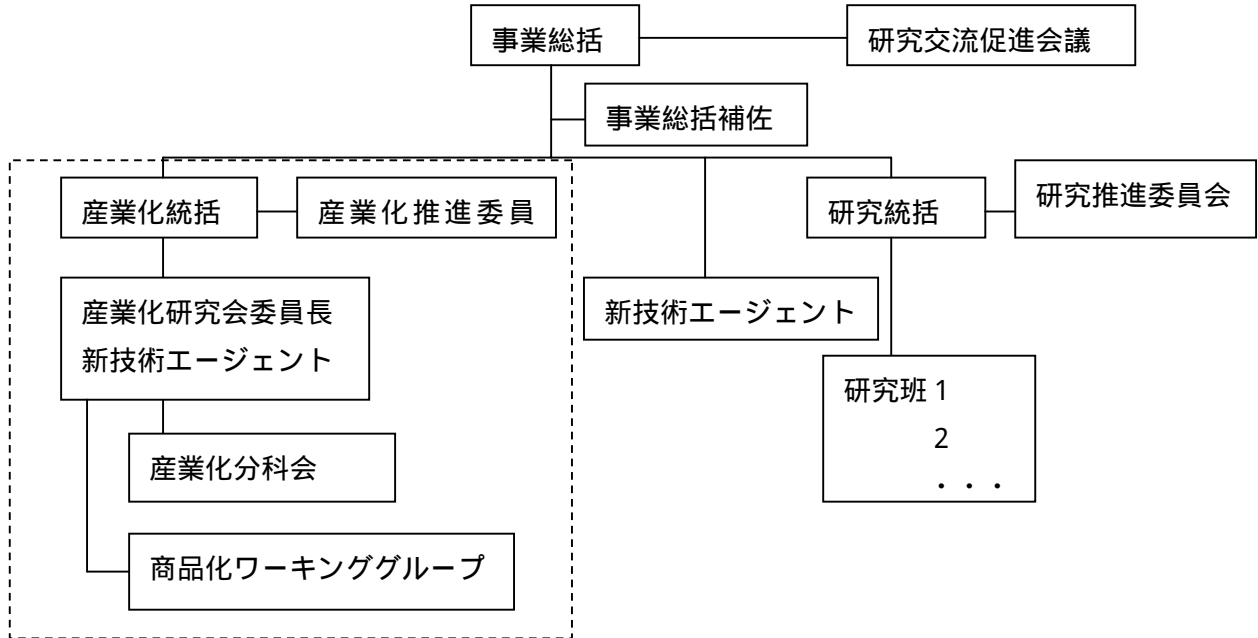 事業総括
研究交流促進会議
事業総括補佐
産業化統括
産業化推進委員
研究統括
研究推進委員会
産業化研究会委員長
新技術エージェント
新技術エージェント
産業化分科会
研究班 1
2
・・・
商品化ワーキンググループ